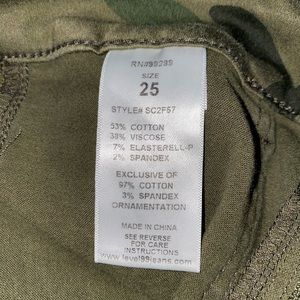 RN#99299
SIZE
25
STYLE# SC2F57
53% COTTON
38% VISCOSE
7% ELASTERELL-P
2% SPANDEX
EXCLUSIVE OF
97% COTTON
3% SPANDEX
ORNAMENTATION
MADE IN CHINA
SEE REVERSE
FOR CARE
INSTRUCTIONS
www.level99jeans.com